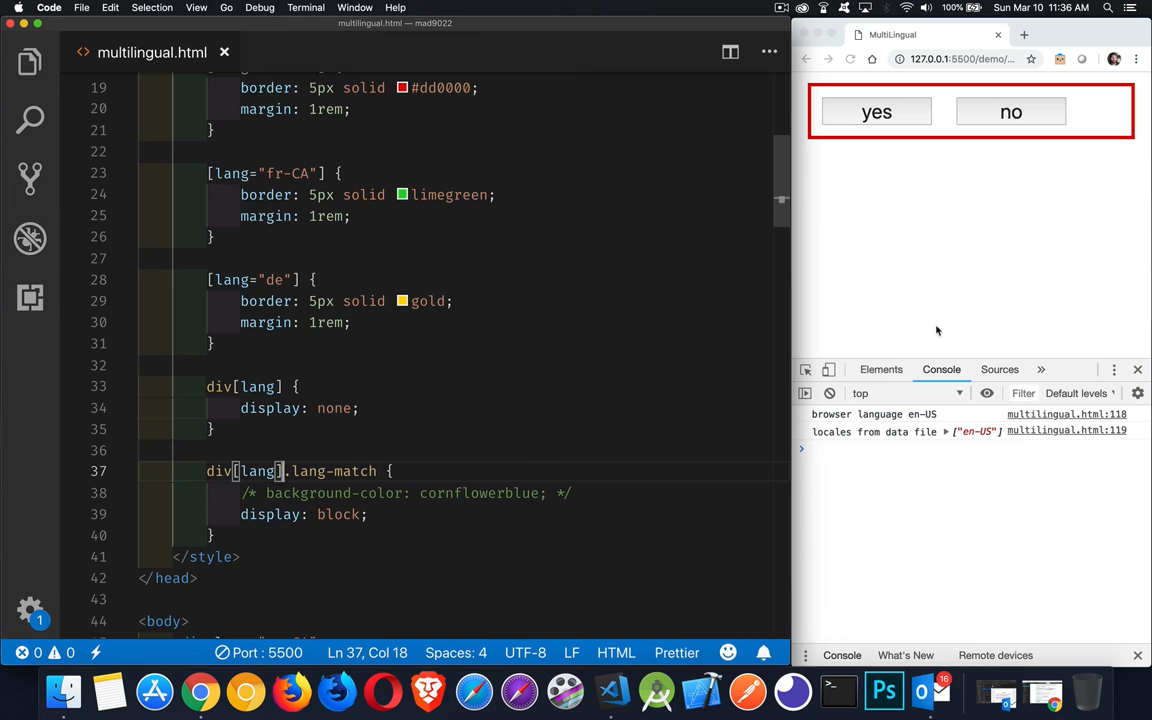 Code File Edit Selection View Go Debug Terminal Window Help 100% Sun Mar 10 11:36 AM
multilingual.html — mad9022
<> multilingual.html ×
MultiLingual
127.0.0.1:5500/demo/...
19 border: 5px solid #dd0000;
20 margin: 1rem;
21 }
22
23 [lang="fr-CA"] {
24 border: 5px solid limegreen;
25 margin: 1rem;
26 }
27
28 [lang="de"] {
29 border: 5px solid gold;
30 margin: 1rem;
31 }
32
33 div[lang] {
34 display: none;
35 }
36
37 div[lang].lang-match {
38 /* background-color: cornflowerblue; */
39 display: block;
40 }
41 </style>
42 </head>
43
44 <body>
yes no
Elements Console Sources »
top Filter Default levels
browser language en-US multilingual.html:118
locales from data file ["en-US"] multilingual.html:119
Console What's New Remote devices
1
0 0 Port : 5500 Ln 37, Col 18 Spaces: 4 UTF-8 LF HTML Prettier
Ps
16